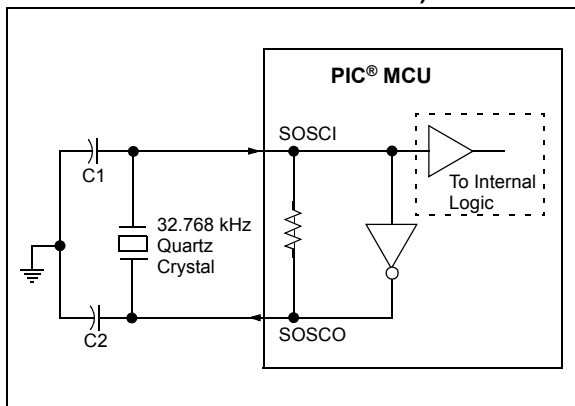 PIC® MCU
SOSCI
C1
To Internal
Logic
32.768 kHz
Quartz
Crystal
SOSCO
C2